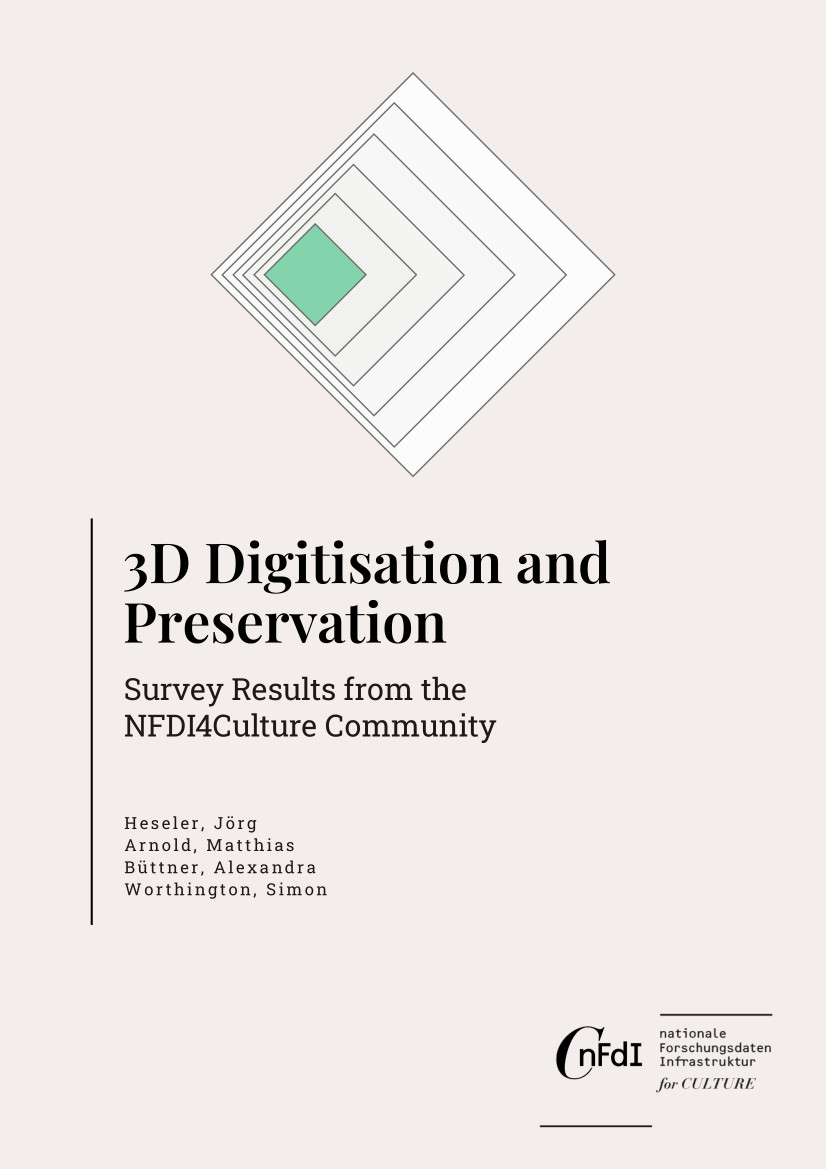 3D Digitisation and
Preservation
Survey Results from the
NFDI4Culture Community
Heseler, Jörg
Arnold, Matthias
Büttner, Alexandra
Worthington, Simon
CnFdI
nationale
Forschungsdaten
Infrastruktur
for CULTURE